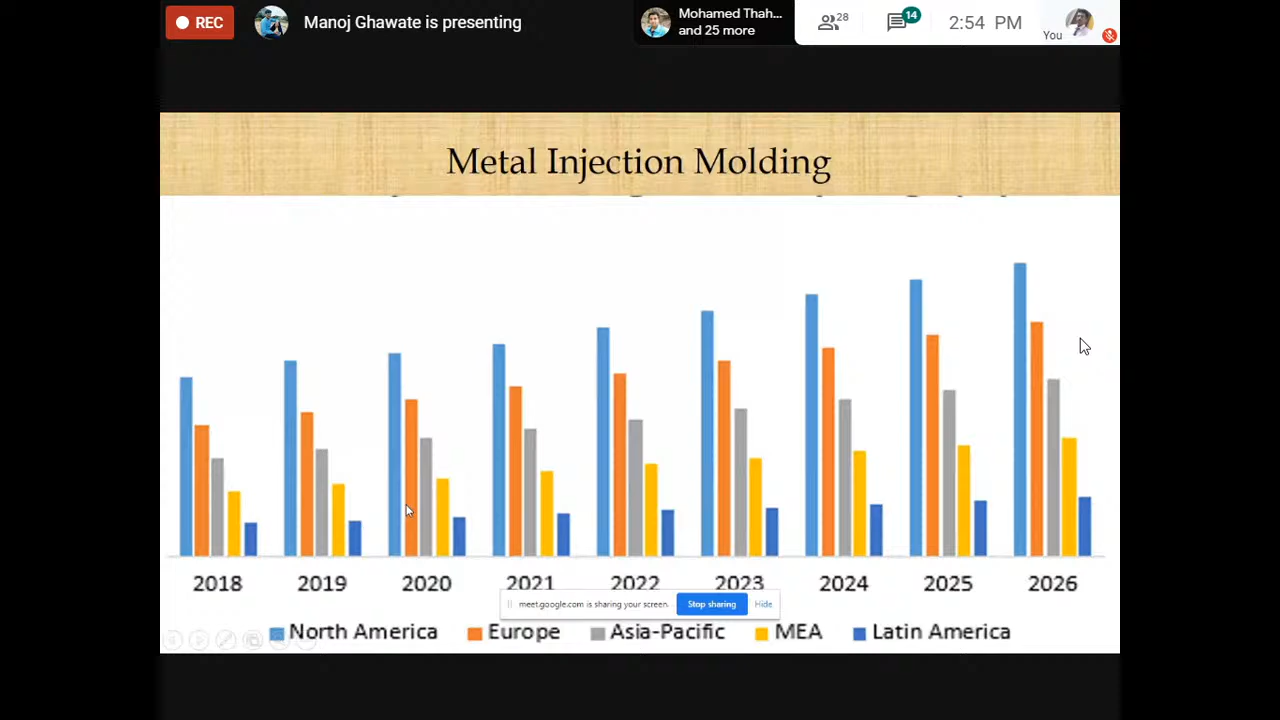 REC
Manoj Ghawate is presenting
Mohamed Thah...
and 25 more
28
14
2:54 PM
You
Metal Injection Molding
2018 2019 2020 2021 2022 2023 2024 2025 2026
meet.google.com is sharing your screen. Stop sharing Hide
North America Europe Asia-Pacific MEA Latin America